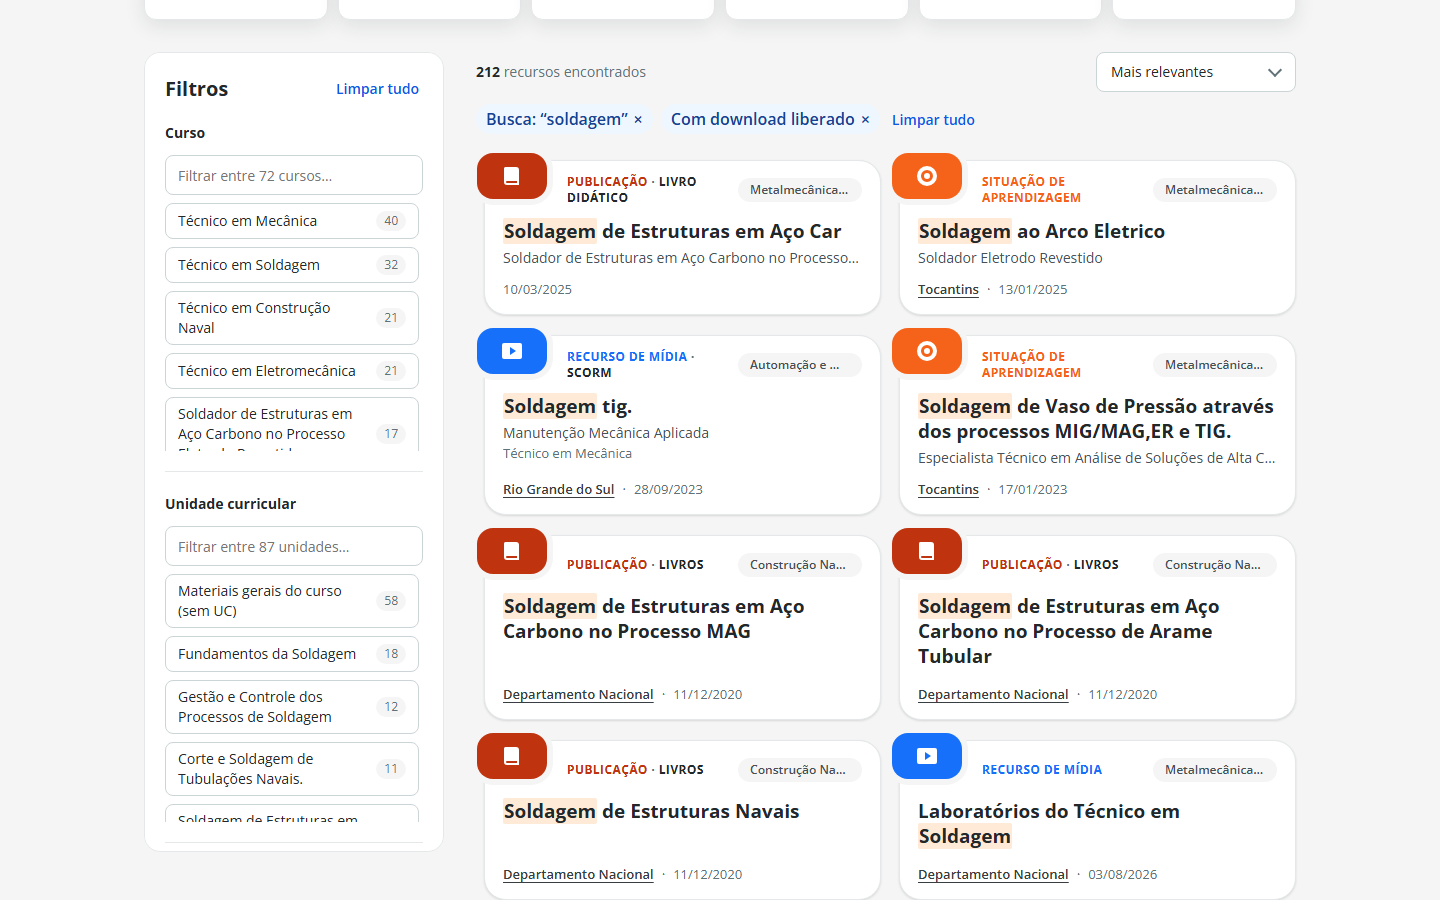 Filtros
Limpar tudo
Curso
Filtrar entre 72 cursos...
Técnico em Mecânica
40
Técnico em Soldagem
32
Técnico em Construção
Naval
21
Técnico em Eletromecânica
21
Soldador de Estruturas em
Aço Carbono no Processo
17
Unidade curricular
Filtrar entre 87 unidades...
Materiais gerais do curso
(sem UC)
58
Fundamentos da Soldagem
18
Gestão e Controle dos
Processos de Soldagem
12
Corte e Soldagem de
Tubulações Navais.
11
Soldagem de Estruturas em
212 recursos encontrados
Mais relevantes
Busca: “soldagem” ×
Com download liberado ×
Limpar tudo
PUBLICAÇÃO · LIVRO
DIDÁTICO
Metalmecânica...
Soldagem de Estruturas em Aço Car
Soldador de Estruturas em Aço Carbono no Processo...
10/03/2025
SITUAÇÃO DE
APRENDIZAGEM
Metalmecânica...
Soldagem ao Arco Eletrico
Soldador Eletrodo Revestido
Tocantins · 13/01/2025
RECURSO DE MÍDIA ·
SCORM
Automação e ...
Soldagem tig.
Manutenção Mecânica Aplicada
Técnico em Mecânica
Rio Grande do Sul · 28/09/2023
SITUAÇÃO DE
APRENDIZAGEM
Metalmecânica...
Soldagem de Vaso de Pressão através
dos processos MIG/MAG,ER e TIG.
Especialista Técnico em Análise de Soluções de Alta C...
Tocantins · 17/01/2023
PUBLICAÇÃO · LIVROS
Construção Na...
Soldagem de Estruturas em Aço
Carbono no Processo MAG
Departamento Nacional · 11/12/2020
PUBLICAÇÃO · LIVROS
Construção Na...
Soldagem de Estruturas em Aço
Carbono no Processo de Arame
Tubular
Departamento Nacional · 11/12/2020
PUBLICAÇÃO · LIVROS
Construção Na...
Soldagem de Estruturas Navais
Departamento Nacional · 11/12/2020
RECURSO DE MÍDIA
Metalmecânica...
Laboratórios do Técnico em
Soldagem
Departamento Nacional · 03/08/2026